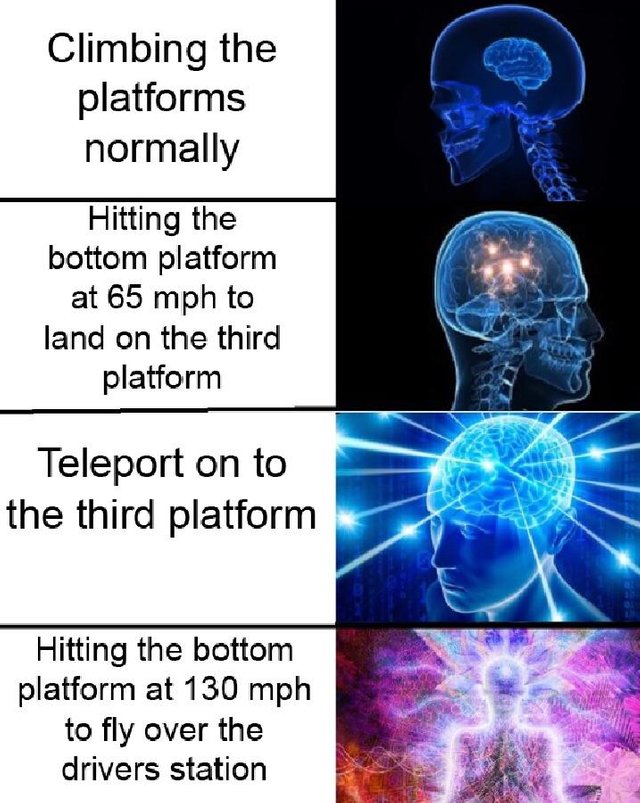 Climbing the
platforms
normally
Hitting the
bottom platform
at 65 mph to
land on the third
platform
Teleport on to
the third platform
Hitting the bottom
platform at 130 mph
to fly over the
drivers station